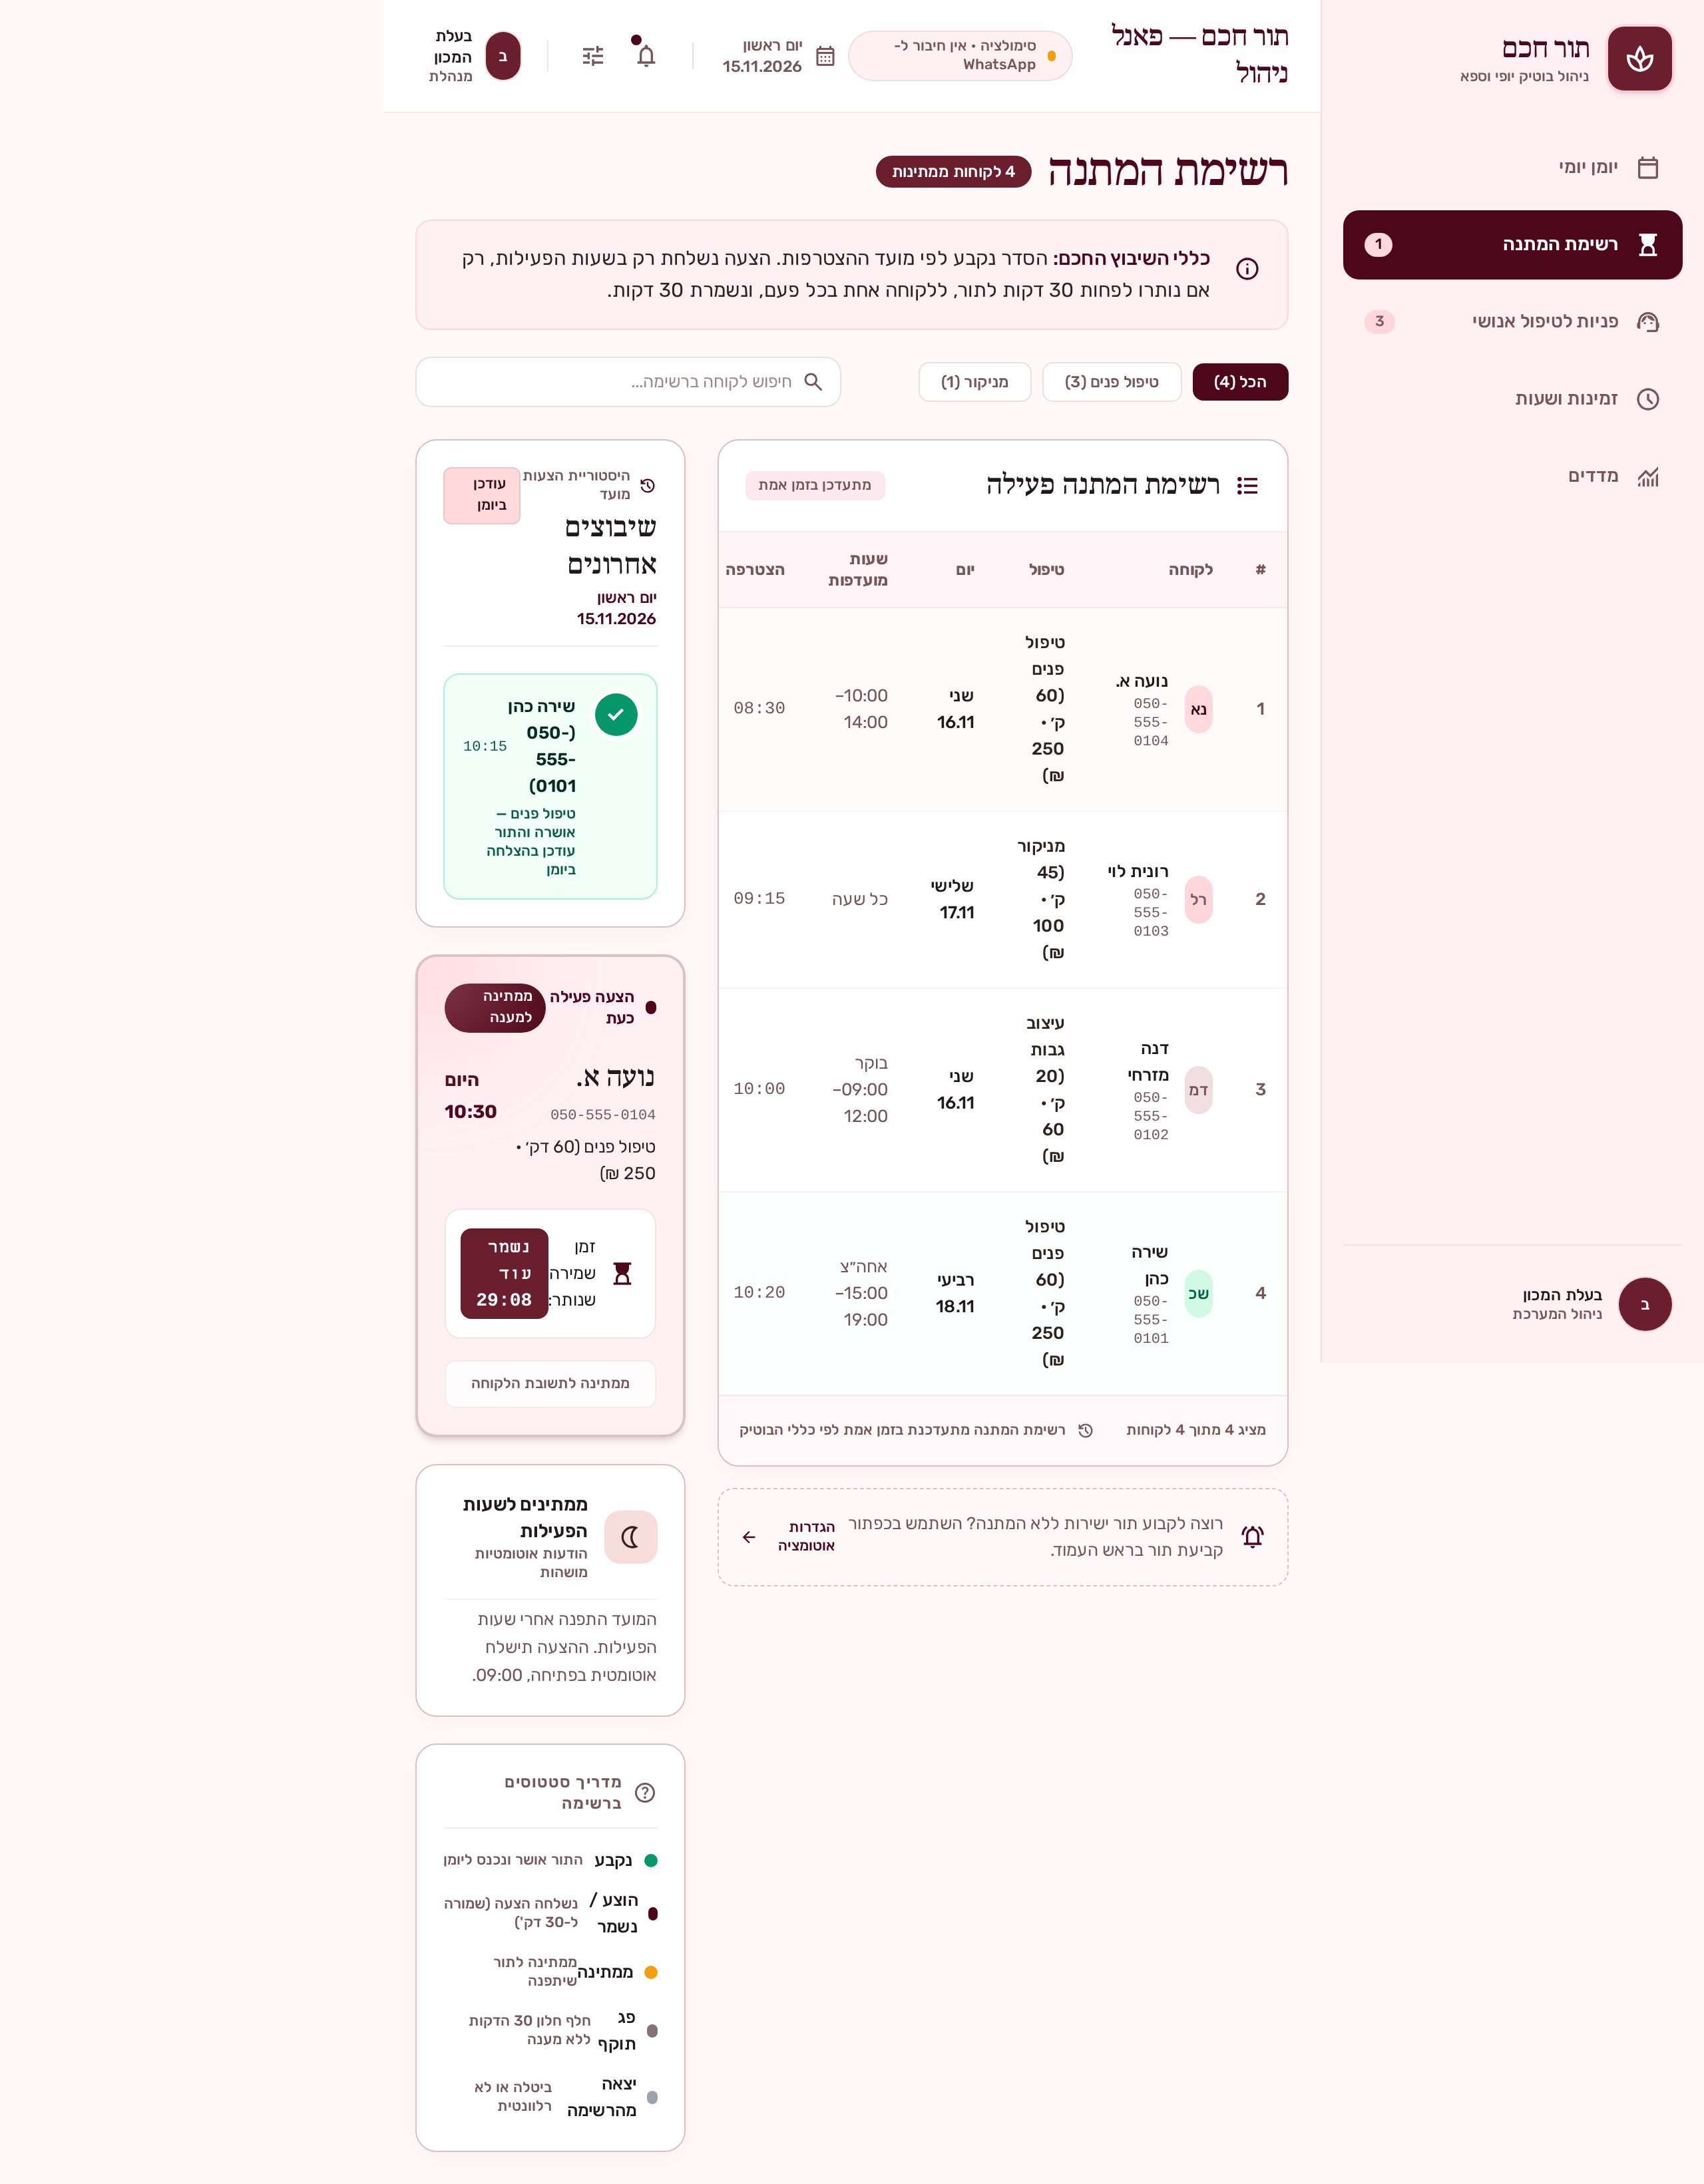 תור חכם
ניהול בוטיק יופי וספא
יומן יומי
רשימת המתנה
1
פניות לטיפול אנושי
3
זמינות ושעות
מדדים
בעלת המכון
ניהול המערכת
ב
תור חכם — פאנל
ניהול
סימולציה • אין חיבור ל-
WhatsApp
יום ראשון
15.11.2026
ב
בעלת
המכון
מנהלת
רשימת המתנה
4 לקוחות ממתינות
כללי השיבוץ החכם: הסדר נקבע לפי מועד ההצטרפות. הצעה נשלחת רק בשעות הפעילות, רק
אם נותרו לפחות 30 דקות לתור, ללקוחה אחת בכל פעם, ונשמרת 30 דקות.
הכל (4)
טיפול פנים (3)
מניקור (1)
חיפוש לקוחה ברשימה...
רשימת המתנה פעילה
מתעדכן בזמן אמת
#
לקוחה
טיפול
יום
שעות
מועדפות
הצטרפה
1
נא
נועה א.
050-
555-
0104
טיפול
פנים
(60
ק׳ •
250
₪)
שני
16.11
10:00–
14:00
08:30
2
רל
רונית לוי
050-
555-
0103
מניקור
(45
ק׳ •
100
₪)
שלישי
17.11
כל שעה
09:15
3
דמ
דנה
מזרחי
050-
555-
0102
עיצוב
גבות
(20
ק׳ •
60
₪)
שני
16.11
בוקר
09:00–
12:00
10:00
4
שכ
שירה
כהן
050-
555-
0101
טיפול
פנים
(60
ק׳ •
250
₪)
רביעי
18.11
אחה״צ
15:00–
19:00
10:20
מציג 4 מתוך 4 לקוחות
רשימת המתנה מתעדכנת בזמן אמת לפי כללי הבוטיק
רוצה לקבוע תור ישירות ללא המתנה? השתמש בכפתור
קביעת תור בראש העמוד.
הגדרות
אוטומציה
היסטוריית הצעות
מועד
עודכן
ביומן
שיבוצים
אחרונים
יום ראשון
15.11.2026
שירה כהן
(050-
555-
0101)
10:15
טיפול פנים —
אושרה והתור
עודכן בהצלחה
ביומן
הצעה פעילה
כעת
ממתינה
למענה
נועה א.
050-555-0104
היום
10:30
טיפול פנים (60 דק׳ •
250 ₪)
זמן
שמירה
שנותר:
נשמר
עוד
29:08
ממתינה לתשובת הלקוחה
ממתינים לשעות
הפעילות
הודעות אוטומטיות
מושהות
המועד התפנה אחרי שעות
הפעילות. ההצעה תישלח
אוטומטית בפתיחה, 09:00.
מדריך סטטוסים
ברשימה
נקבע
התור אושר ונכנס ליומן
הוצע /
נשמר
נשלחה הצעה (שמורה
ל-30 דק')
ממתינה
ממתינה לתור
שיתפנה
פג
תוקף
חלף חלון 30 הדקות
ללא מענה
יצאה
מהרשימה
ביטלה או לא
רלוונטית